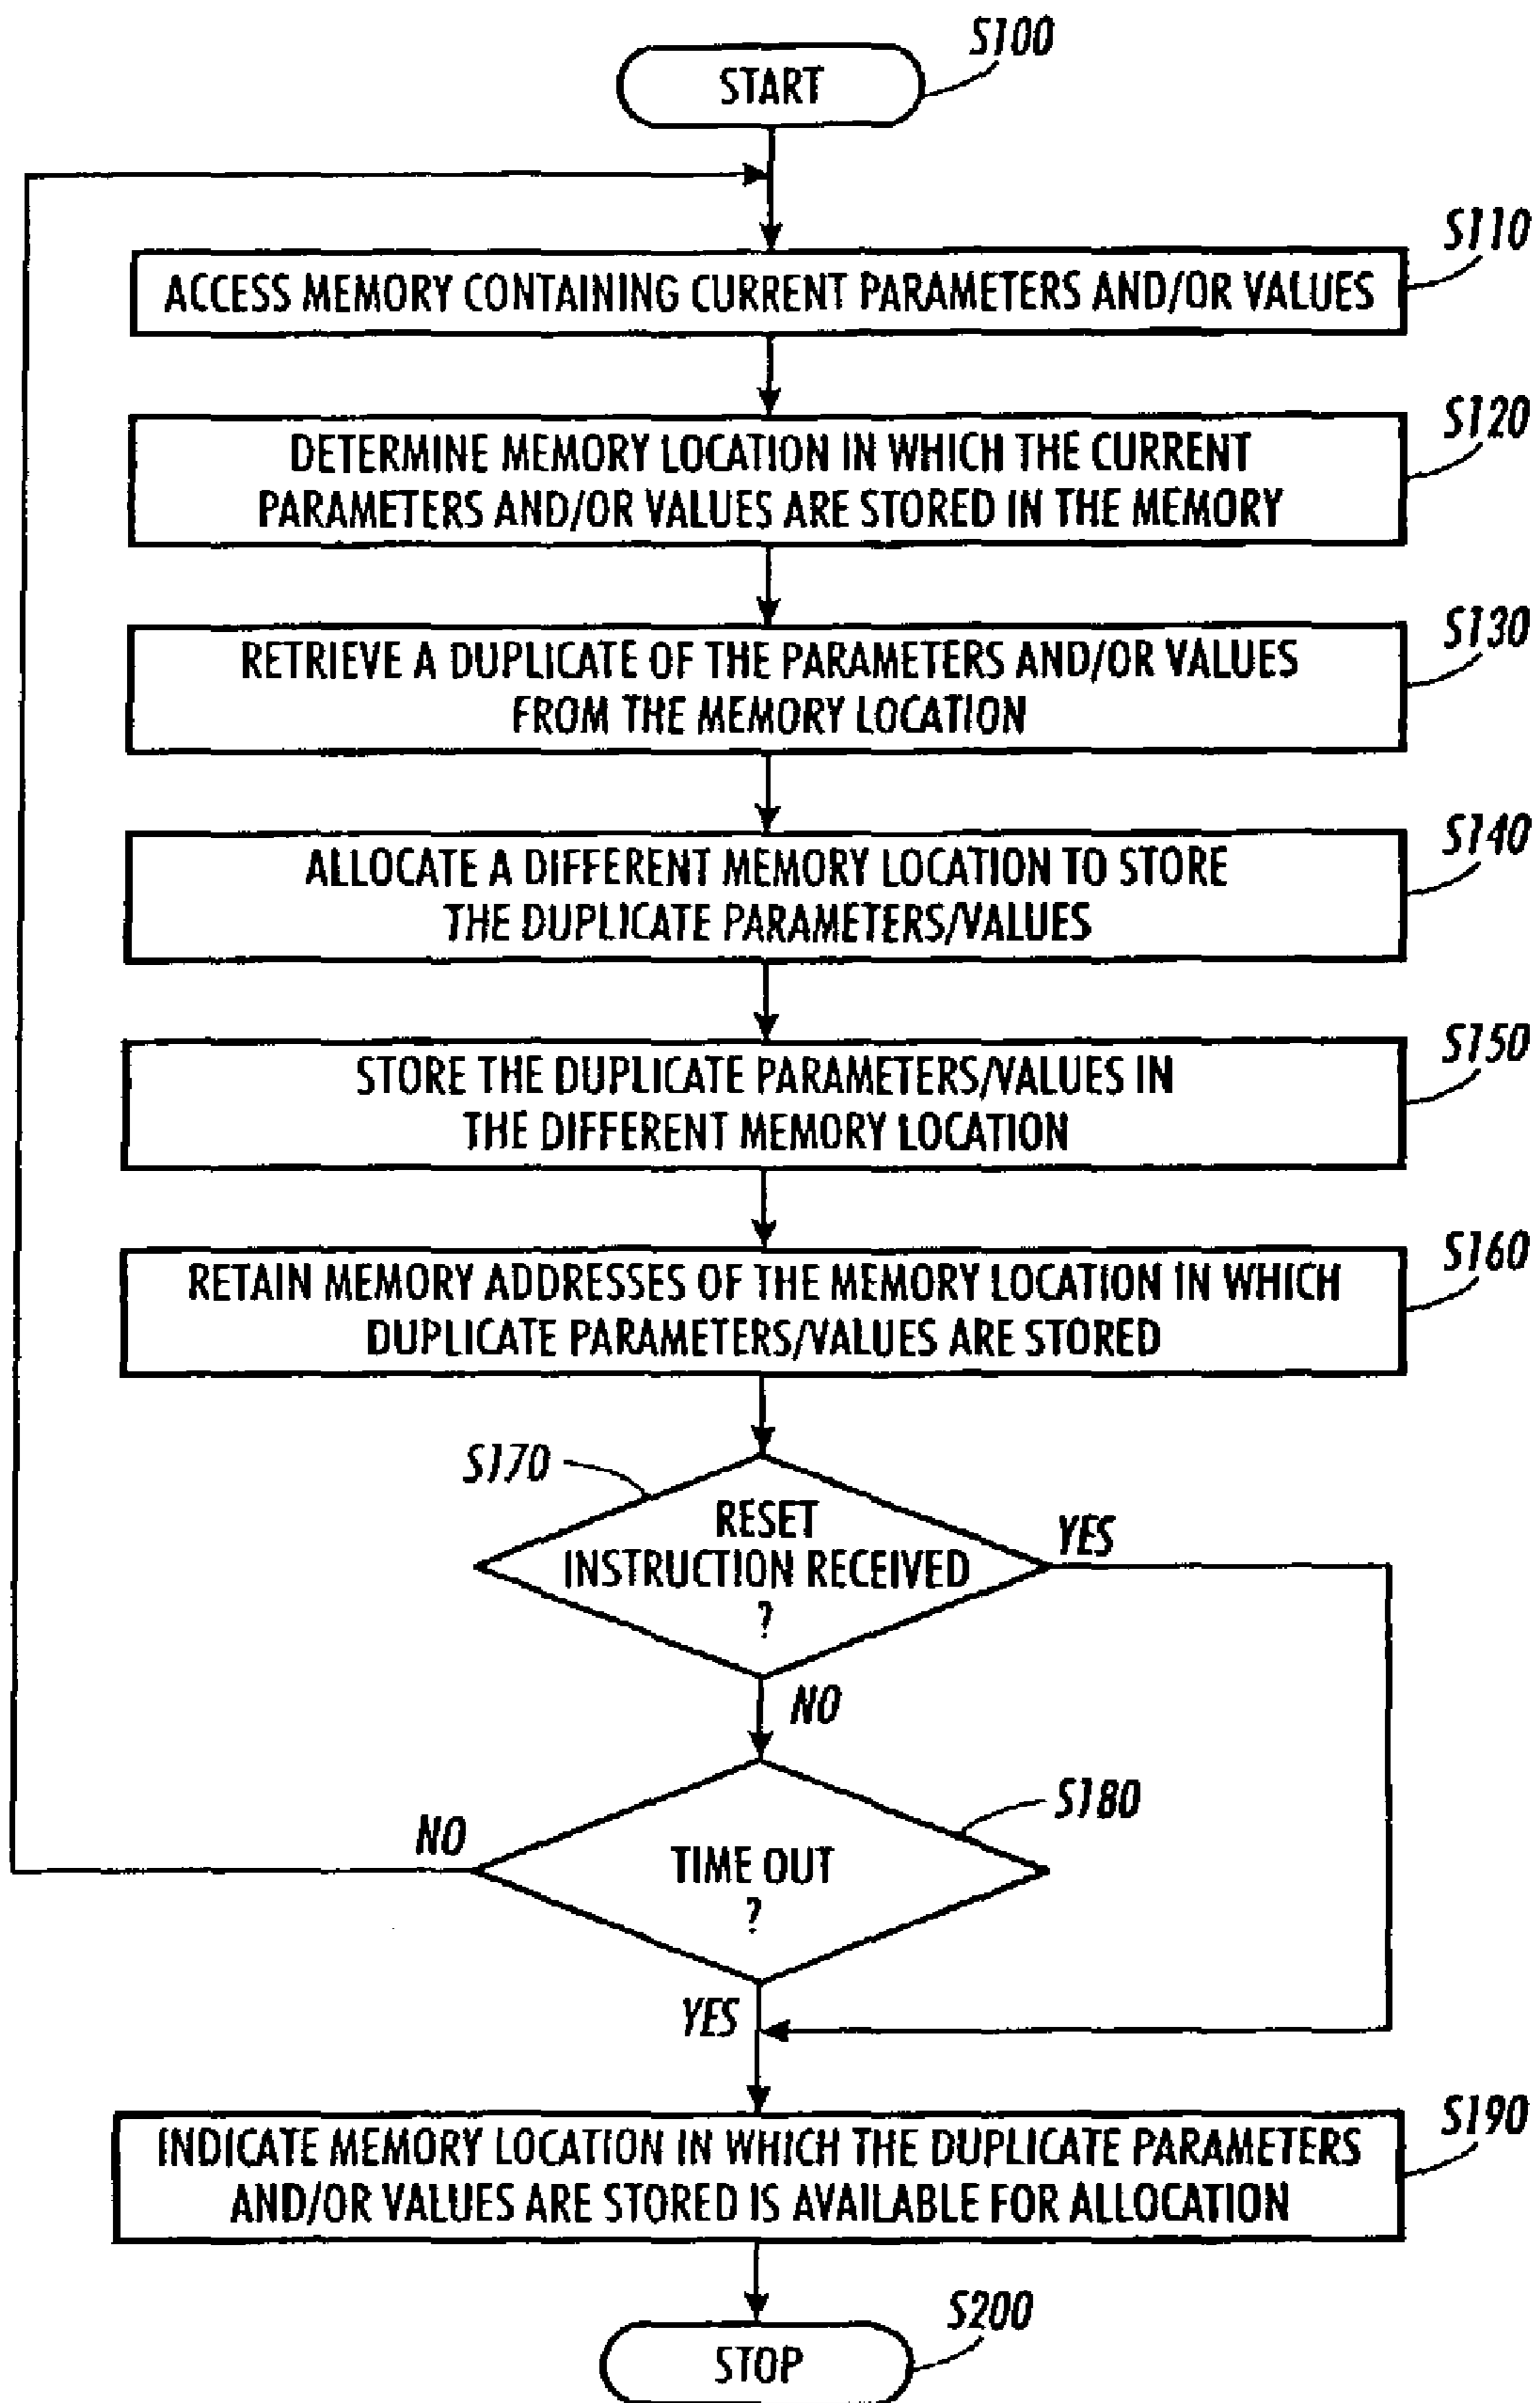 S100
START
S110
ACCESS MEMORY CONTAINING CURRENT PARAMETERS AND/OR VALUES
S120
DETERMINE MEMORY LOCATION IN WHICH THE CURRENT
PARAMETERS AND/OR VALUES ARE STORED IN THE MEMORY
S130
RETRIEVE A DUPLICATE OF THE PARAMETERS AND/OR VALUES
FROM THE MEMORY LOCATION
S140
ALLOCATE A DIFFERENT MEMORY LOCATION TO STORE
THE DUPLICATE PARAMETERS/VALUES
S150
STORE THE DUPLICATE PARAMETERS/VALUES IN
THE DIFFERENT MEMORY LOCATION
S160
RETAIN MEMORY ADDRESSES OF THE MEMORY LOCATION IN WHICH
DUPLICATE PARAMETERS/VALUES ARE STORED
S170
RESET
INSTRUCTION RECEIVED
?
YES
NO
S180
NO
TIME OUT
?
YES
S190
INDICATE MEMORY LOCATION IN WHICH THE DUPLICATE PARAMETERS
AND/OR VALUES ARE STORED IS AVAILABLE FOR ALLOCATION
S200
STOP